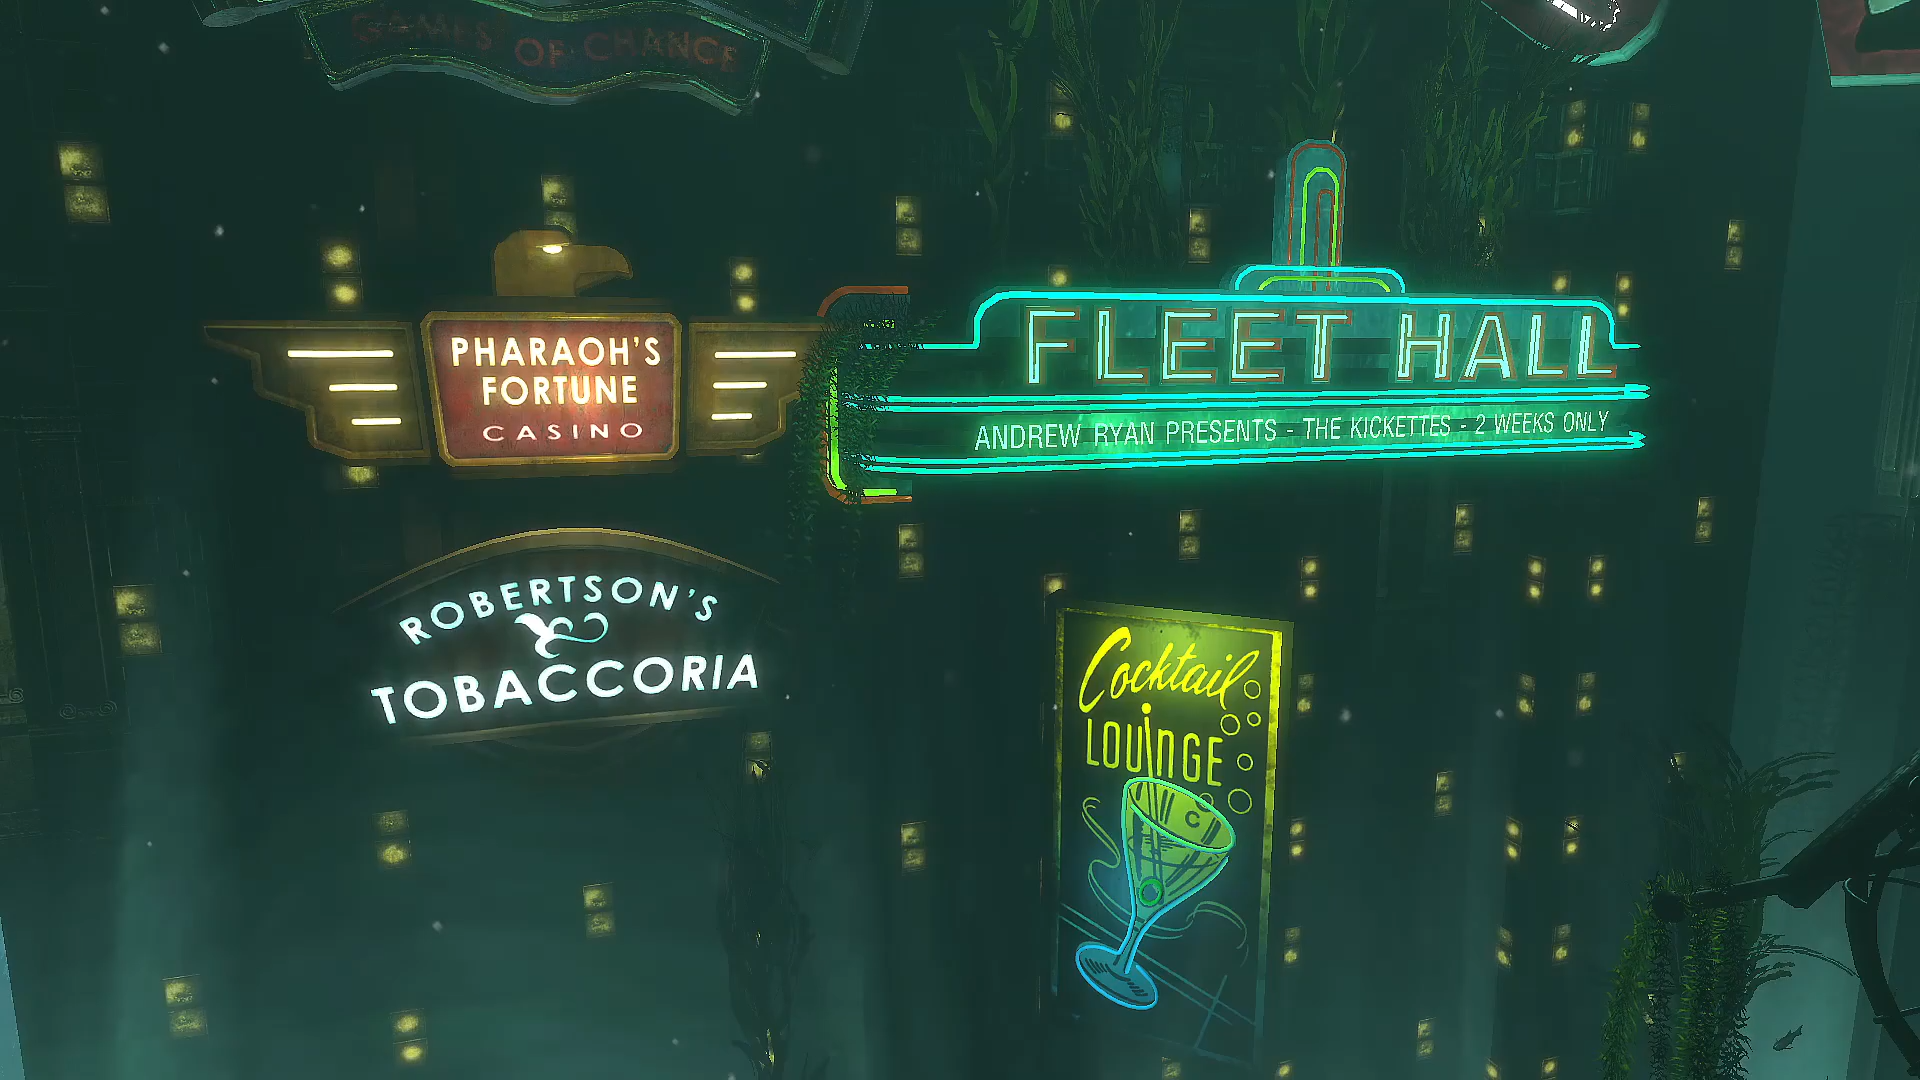 GAMES OF CHANCE
PHARAOH'S
FORTUNE
CASINO
FLEET HALL
ANDREW RYAN PRESENTS - THE KICKETTES - 2 WEEKS ONLY
ROBERTSON'S
TOBACCORIA
Cocktail
LOUNGE